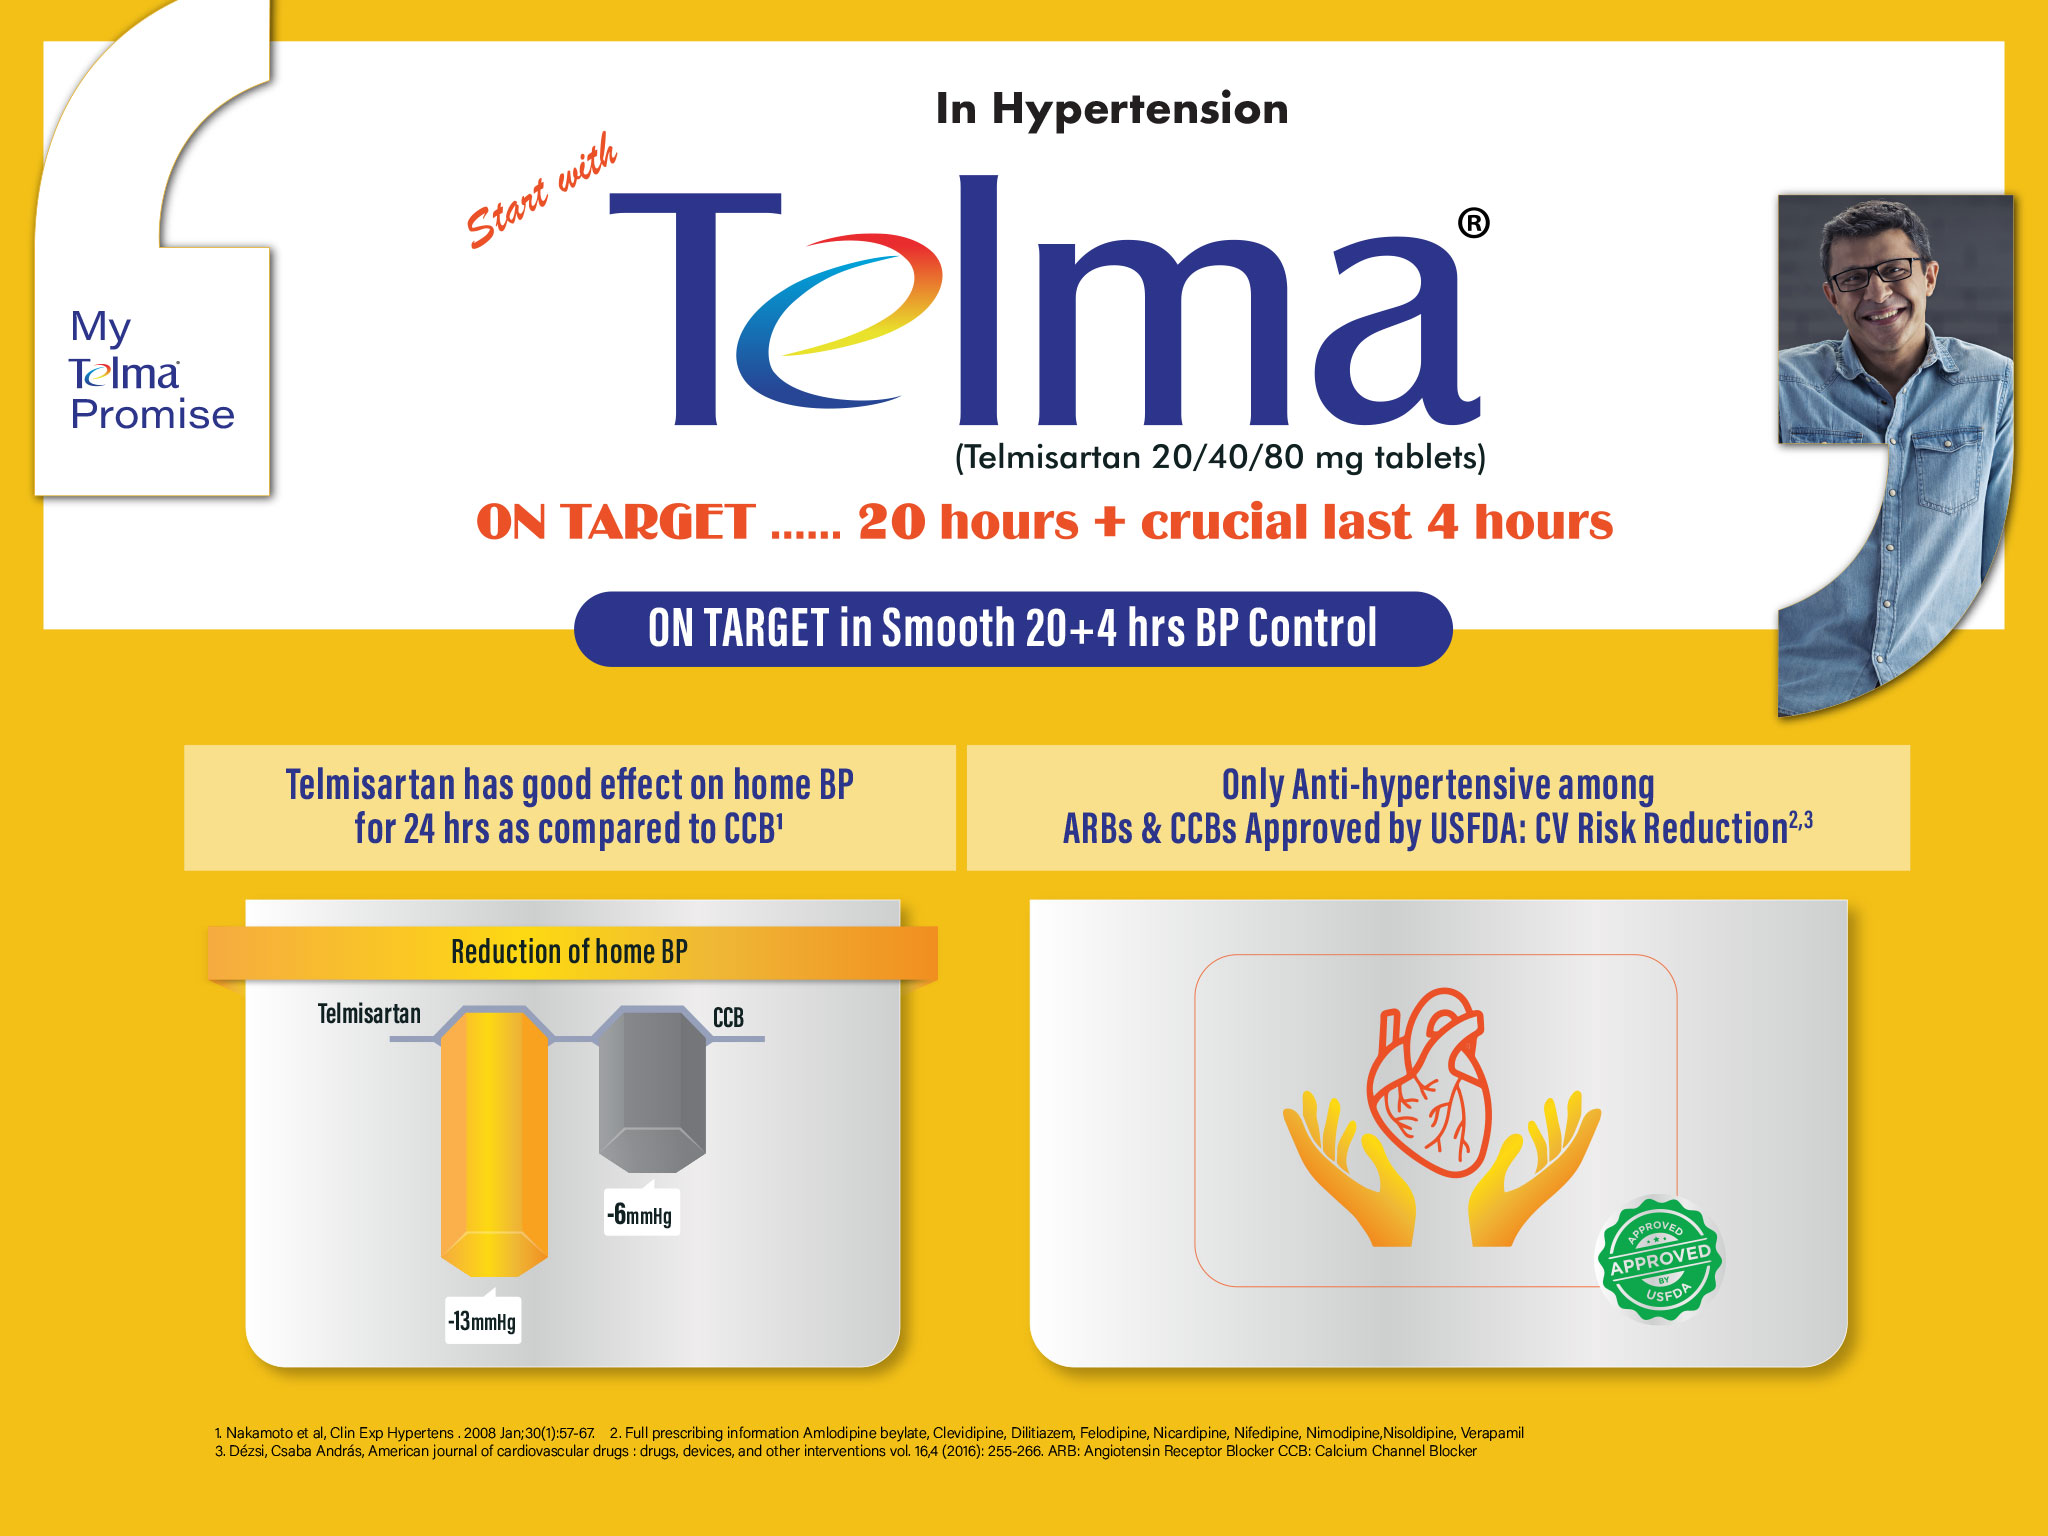 In Hypertension
Start with
Telma®
(Telmisartan 20/40/80 mg tablets)
ON TARGET ...... 20 hours + crucial last 4 hours
My
Telma
Promise
ON TARGET in Smooth 20+4 hrs BP Control
Telmisartan has good effect on home BP
for 24 hrs as compared to CCB¹
Only Anti-hypertensive among
ARBs & CCBs Approved by USFDA: CV Risk Reduction²,³
Reduction of home BP
Telmisartan
CCB
-6mmHg
-13mmHg
APPROVED
APPROVED
BY
USFDA
1. Nakamoto et al, Clin Exp Hypertens . 2008 Jan;30(1):57-67. 2. Full prescribing information Amlodipine beylate, Clevidipine, Dilitiazem, Felodipine, Nicardipine, Nifedipine, Nimodipine,Nisoldipine, Verapamil
3. Dézsi, Csaba András, American journal of cardiovascular drugs : drugs, devices, and other interventions vol. 16,4 (2016): 255-266. ARB: Angiotensin Receptor Blocker CCB: Calcium Channel Blocker